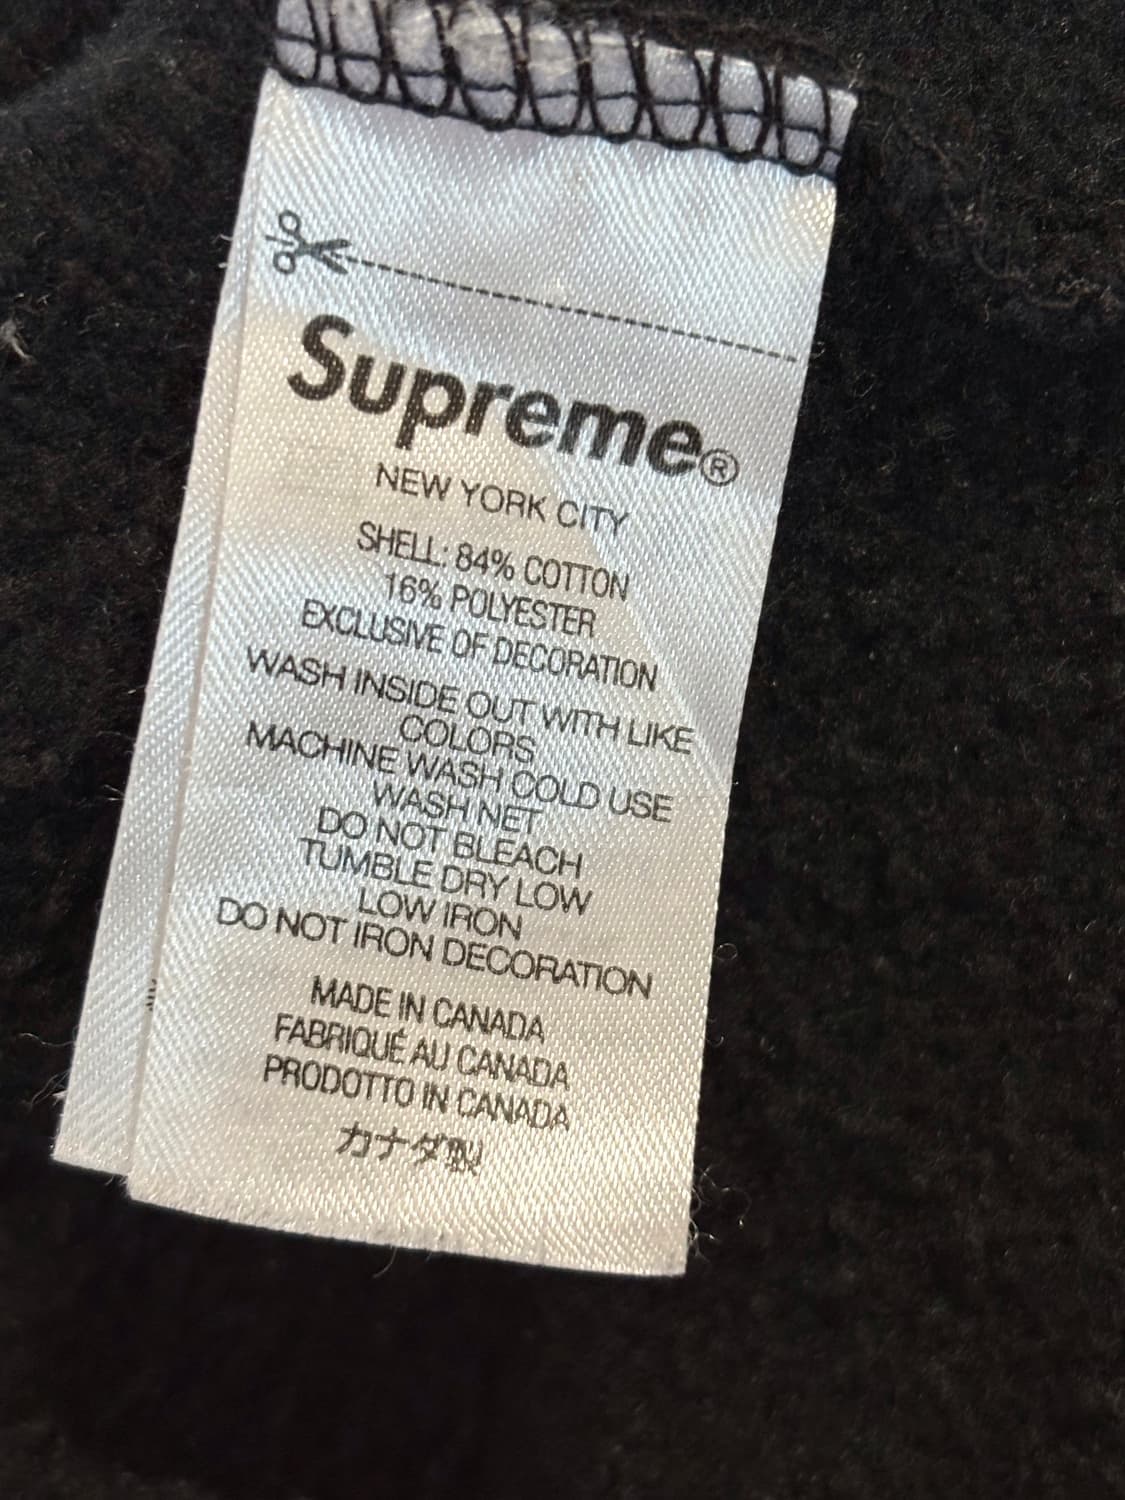 Supreme®
NEW YORK CITY
SHELL: 84% COTTON
16% POLYESTER
EXCLUSIVE OF DECORATION
WASH INSIDE OUT WITH LIKE
COLORS
MACHINE WASH COLD USE
WASH NET
DO NOT BLEACH
TUMBLE DRY LOW
LOW IRON
DO NOT IRON DECORATION
MADE IN CANADA
FABRIQUÉ AU CANADA
PRODOTTO IN CANADA
カナダ製